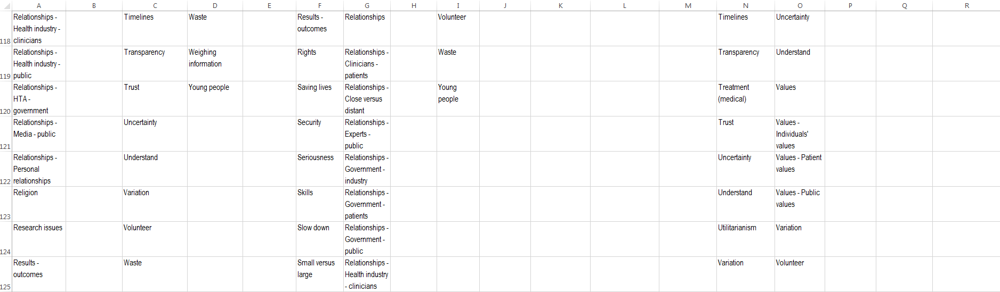 A B C D E F G H I J K L M N O P Q R
118 Relationships - Health industry - clinicians Timelines Waste Results - outcomes Relationships Volunteer Timelines Uncertainty
119 Relationships - Health industry - public Transparency Weighing information Rights Relationships - Clinicians - patients Waste Transparency Understand
120 Relationships - HTA - government Trust Young people Saving lives Relationships - Close versus distant Young people Treatment (medical) Values
121 Relationships - Media - public Uncertainty Security Relationships - Experts - public Trust Values - Individuals' values
122 Relationships - Personal relationships Understand Seriousness Relationships - Government - industry Uncertainty Values - Patient values
123 Religion Variation Skills Relationships - Government - patients Understand Values - Public values
124 Research issues Volunteer Slow down Relationships - Government - public Utilitarianism Variation
125 Results - outcomes Waste Small versus large Relationships - Health industry - clinicians Variation Volunteer